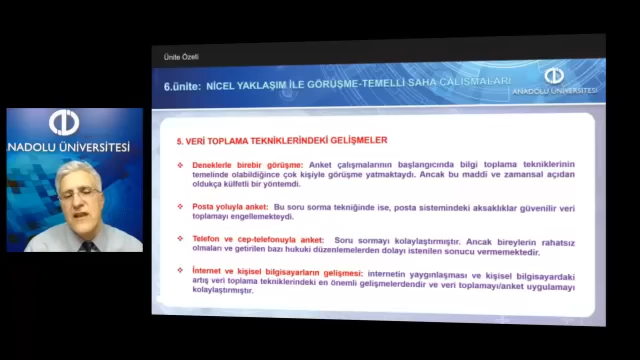 Ünite Özeti
6.ünite: NİCEL YAKLAŞIM İLE GÖRÜŞME-TEMELLİ SAHA ÇALIŞMALARI
ANADOLU ÜNİVERSİTESİ
ANADOLU ÜNİVERSİTESİ
5. VERİ TOPLAMA TEKNİKLERİNDEKİ GELİŞMELER
Deneklerle birebir görüşme: Anket çalışmalarının başlangıcında bilgi toplama tekniklerinin
temelinde olabildiğince çok kişiyle görüşme yatmaktaydı. Ancak bu maddi ve zamansal açıdan
oldukça külfetli bir yöntemdi.
Posta yoluyla anket: Bu soru sorma tekniğinde ise, posta sistemindeki aksaklıklar güvenilir veri
toplamayı engellemekteydi.
Telefon ve cep-telefonuyla anket: Soru sormayı kolaylaştırmıştır. Ancak bireylerin rahatsız
olmaları ve getirilen bazı hukuki düzenlemelerden dolayı istenilen sonucu vermemektedir.
İnternet ve kişisel bilgisayarların gelişmesi: internetin yaygınlaşması ve kişisel bilgisayardaki
artış veri toplama tekniklerindeki en önemli gelişmelerdendir ve veri toplamayı/anket uygulamayı
kolaylaştırmıştır.